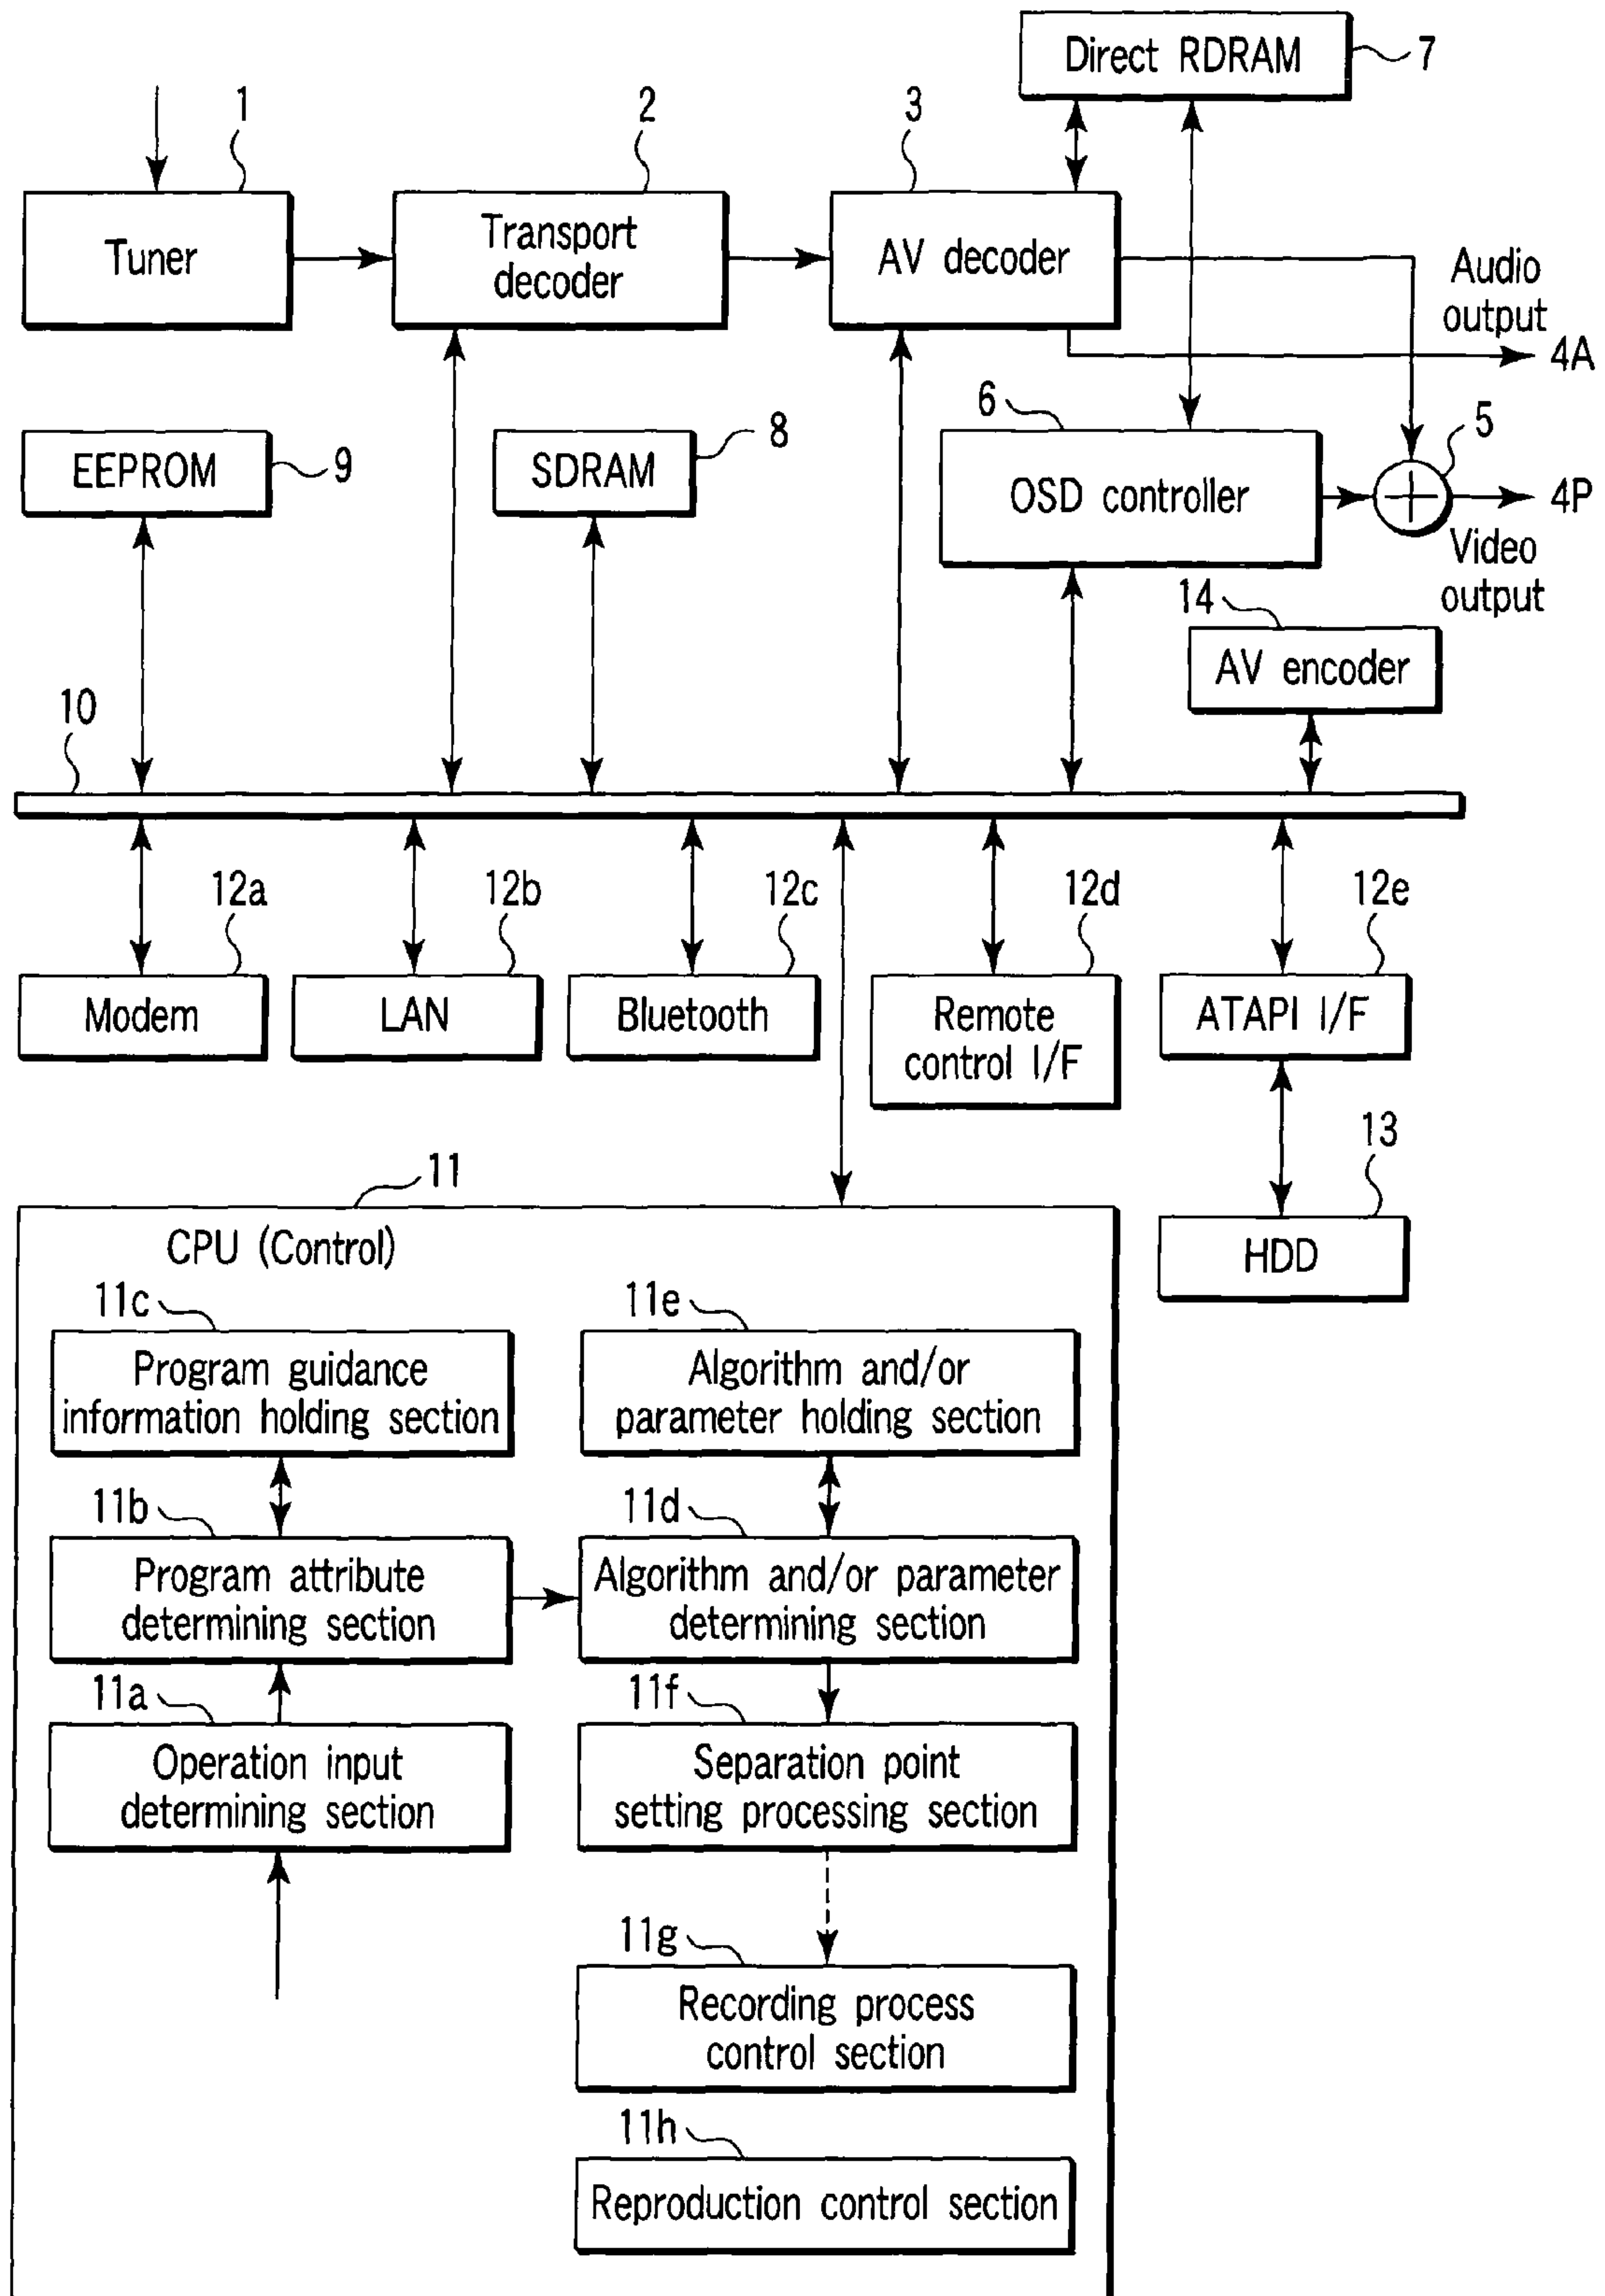 Direct RDRAM
7
1
2
3
Tuner
Transport
decoder
AV decoder
Audio
output
4A
6
5
EEPROM
9
SDRAM
8
OSD controller
4P
Video
output
14
AV encoder
10
12a
12b
12c
12d
12e
Modem
LAN
Bluetooth
Remote
control I/F
ATAPI I/F
13
HDD
11
CPU (Control)
11c
Program guidance
information holding section
11e
Algorithm and/or
parameter holding section
11b
Program attribute
determining section
11d
Algorithm and/or parameter
determining section
11a
Operation input
determining section
11f
Separation point
setting processing section
11g
Recording process
control section
11h
Reproduction control section